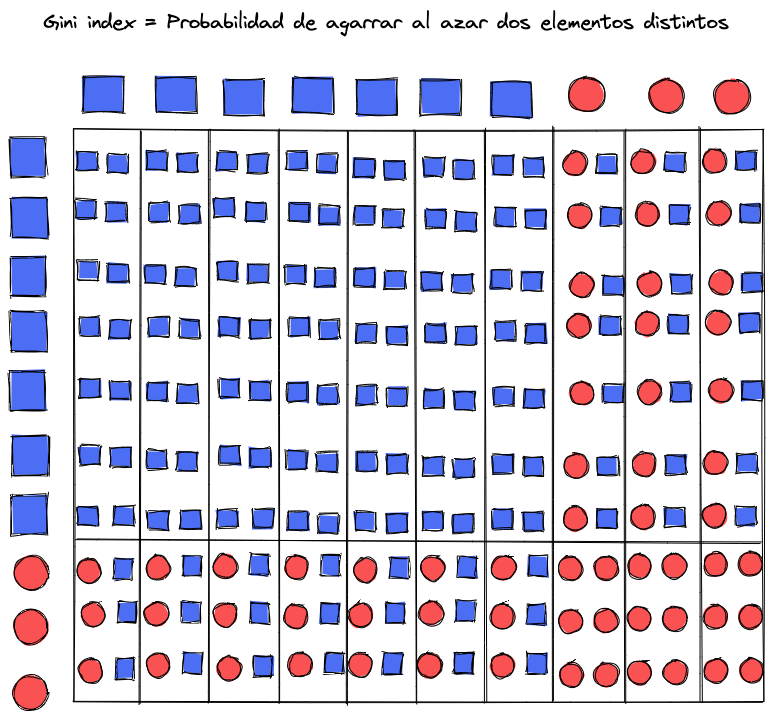 Gini index = Probabilidad de agarrar al azar dos elementos distintos